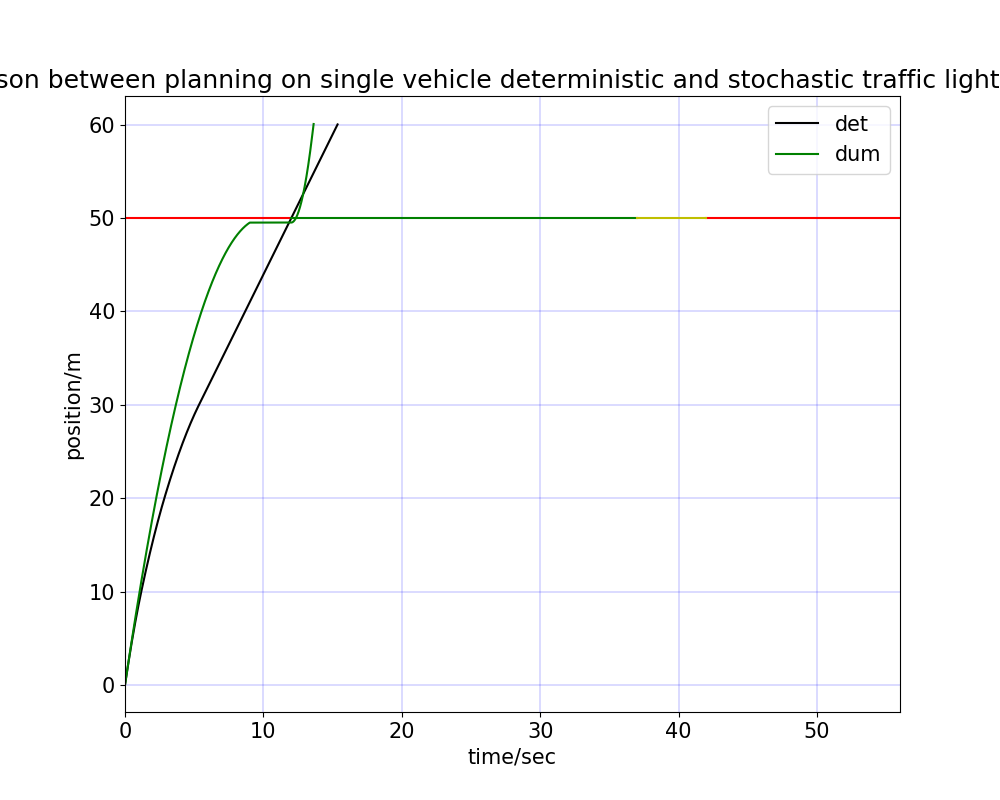 son between planning on single vehicle deterministic and stochastic traffic light
det
dum
60
50
40
30
20
10
0
position/m
0 10 20 30 40 50
time/sec